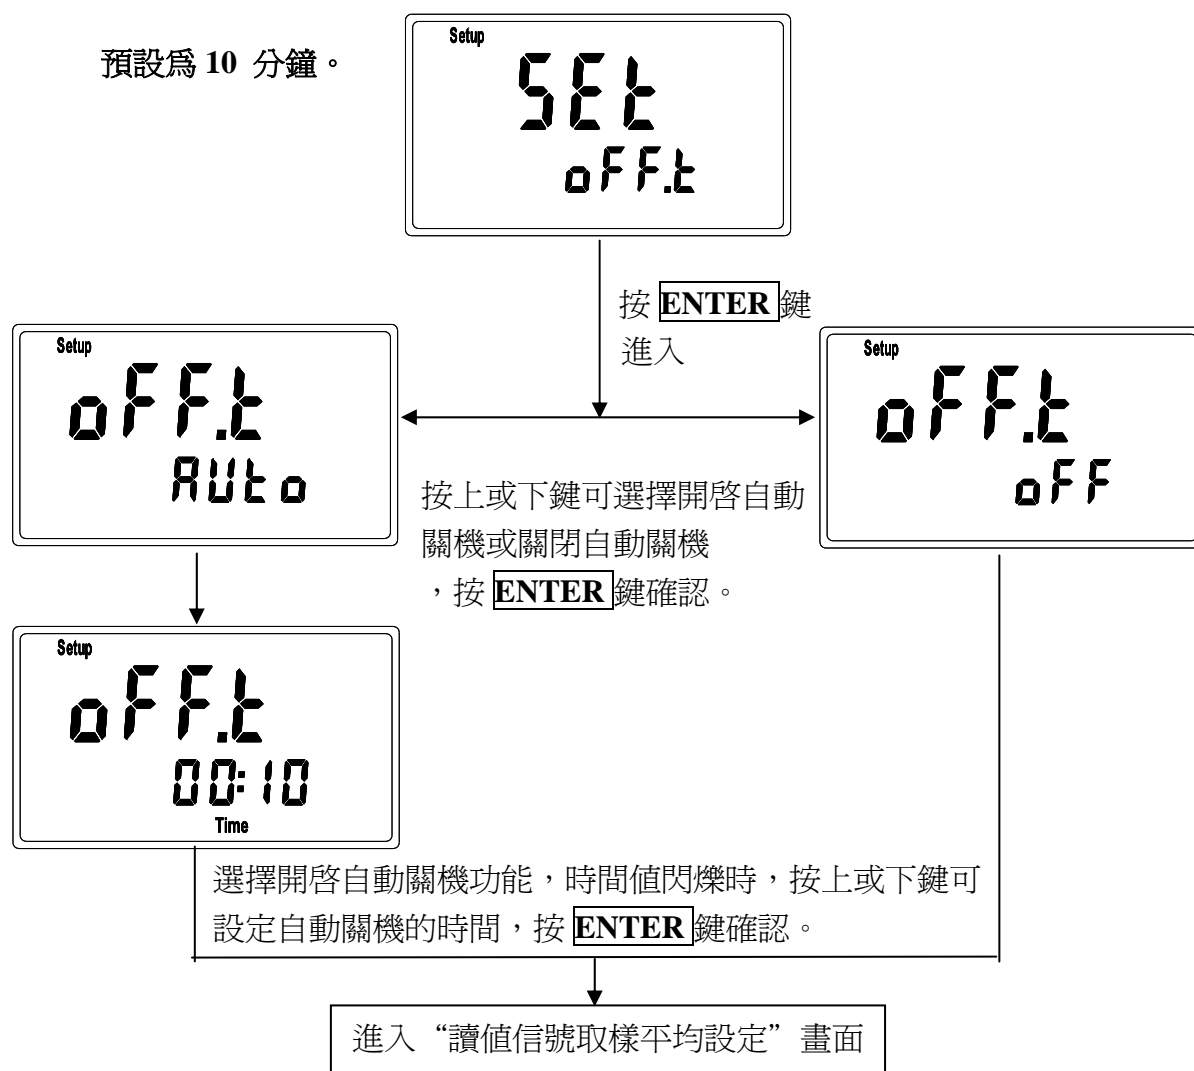 預設爲 10 分鐘。
Setup
SEt
oFF.t
按 ENTER 鍵
進入
Setup
oFF.t
AUto
Setup
oFF.t
oFF
按上或下鍵可選擇開啓自動
關機或關閉自動關機
，按 ENTER 鍵確認。
Setup
oFF.t
00:10
Time
選擇開啓自動關機功能，時間值閃爍時，按上或下鍵可
設定自動關機的時間，按 ENTER 鍵確認。
進入“讀值信號取樣平均設定”畫面